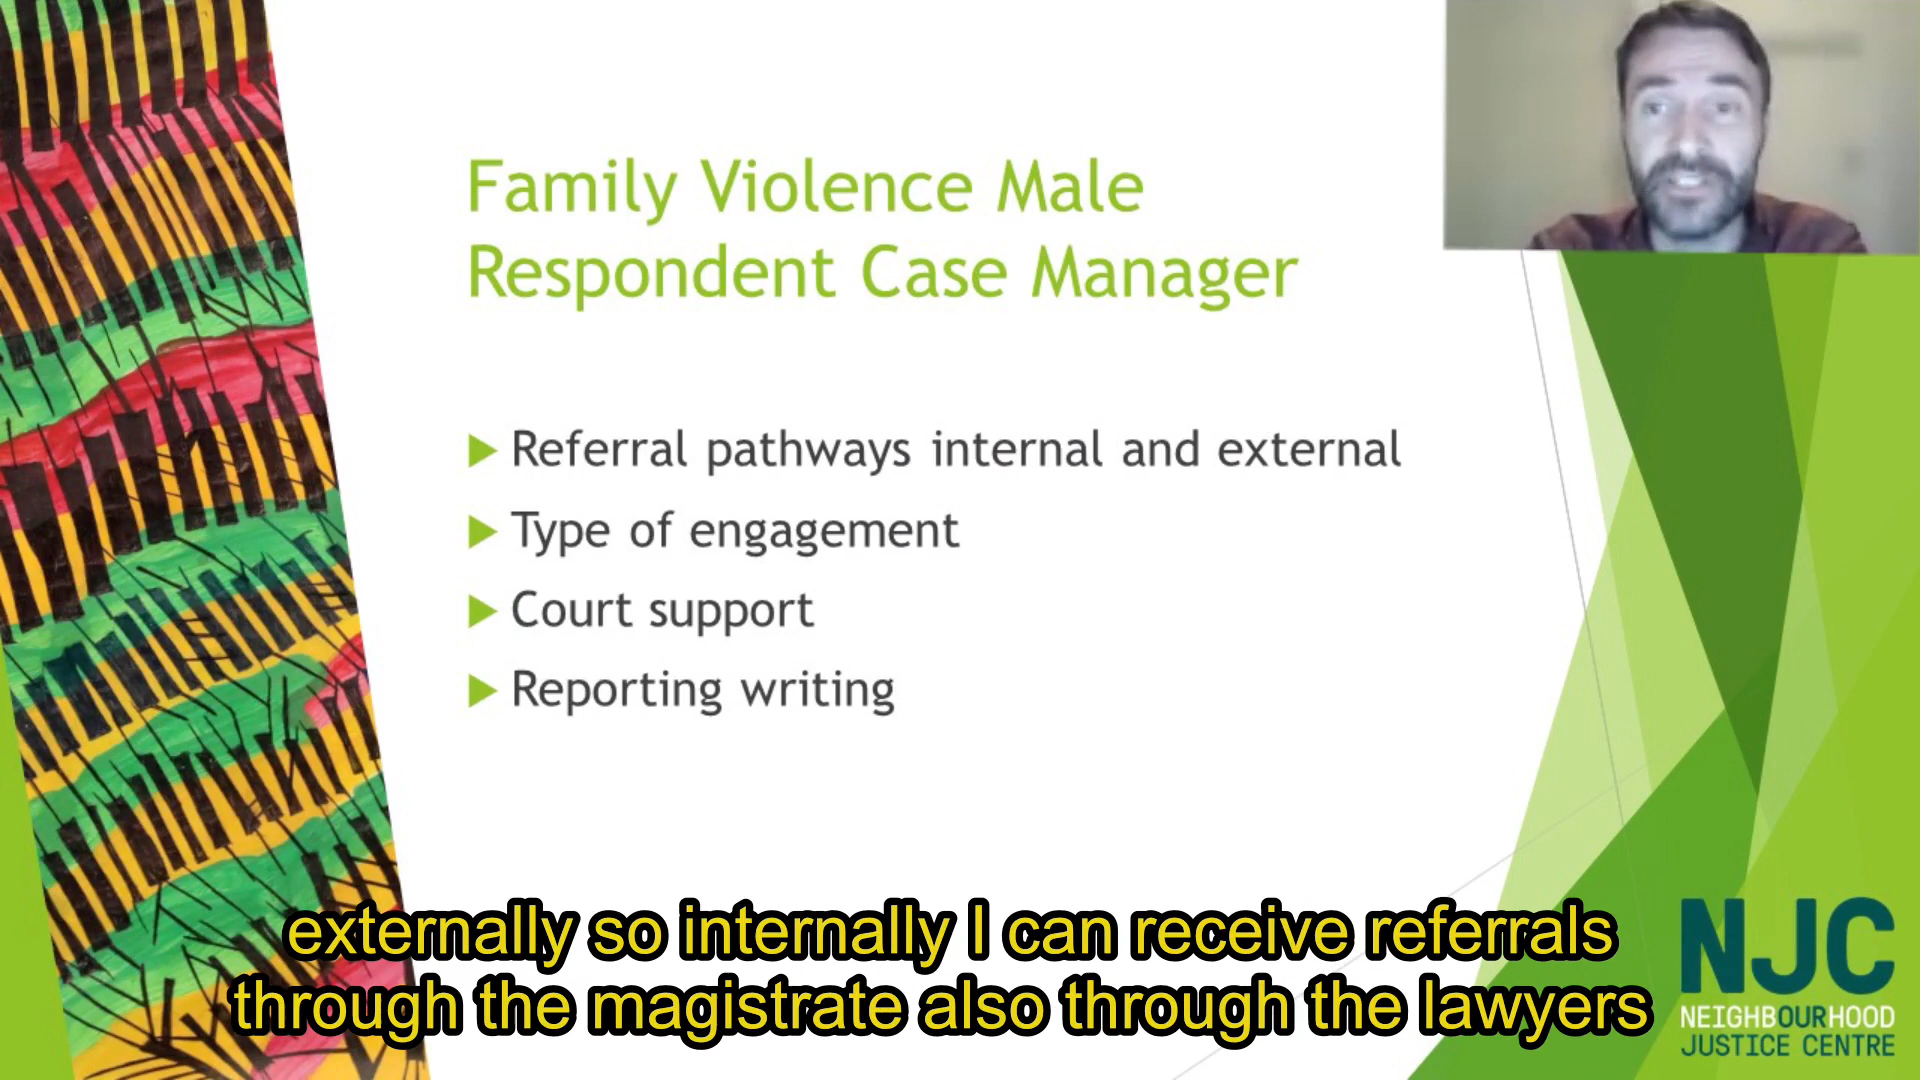 Family Violence Male
Respondent Case Manager
Referral pathways internal and external
Type of engagement
Court support
Reporting writing
externally so internally I can receive referrals
through the magistrate also through the lawyers
NJC
NEIGHBOURHOOD
JUSTICE CENTRE